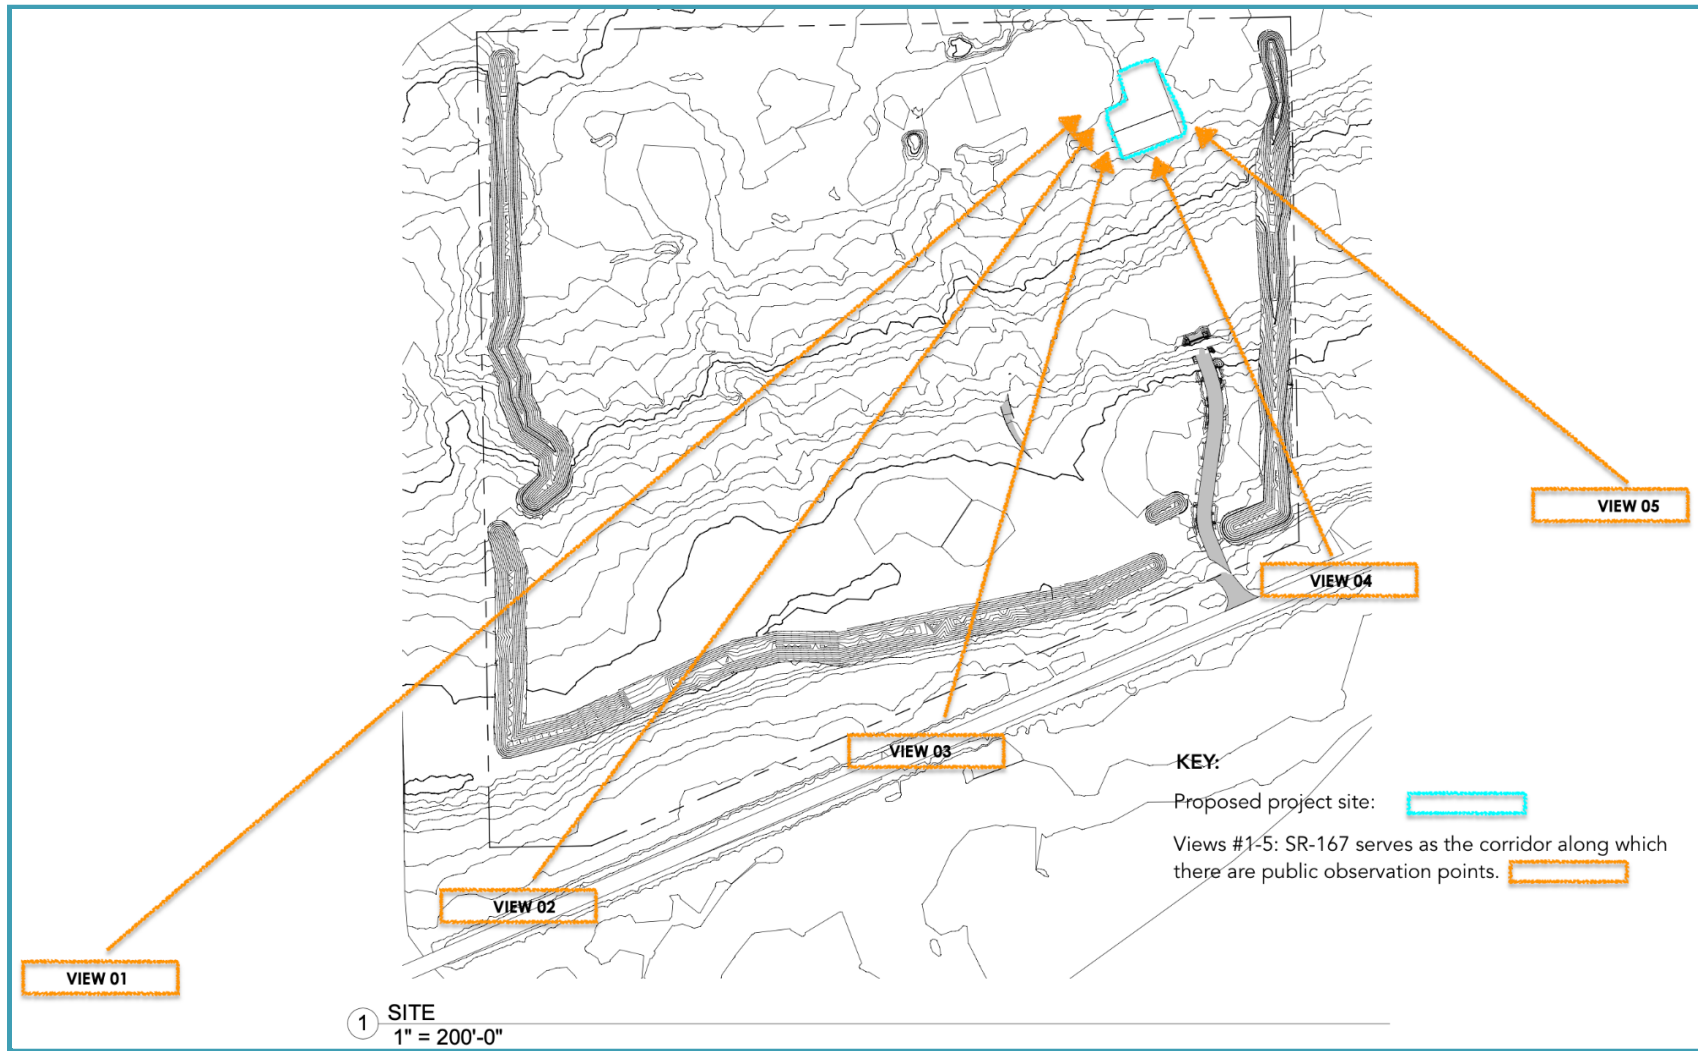 VIEW 05
VIEW 04
VIEW 03
KEY:
Proposed project site:
Views #1-5: SR-167 serves as the corridor along which
there are public observation points.
VIEW 02
VIEW 01
1 SITE
1" = 200'-0"